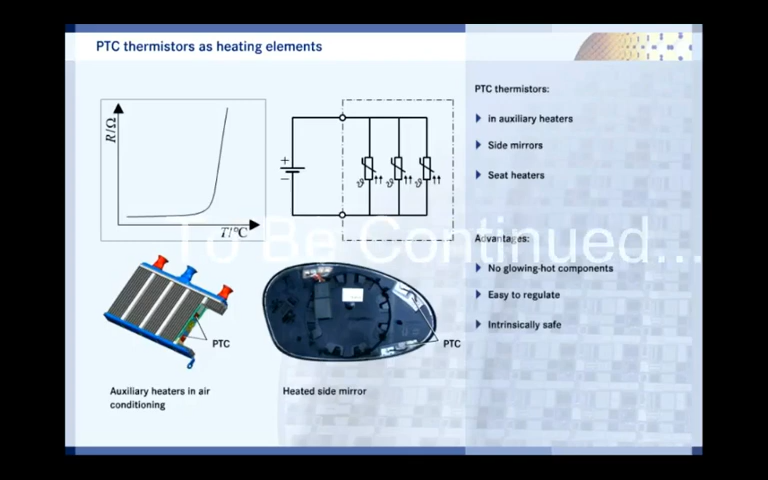 PTC thermistors as heating elements
PTC thermistors:
in auxiliary heaters
Side mirrors
Seat heaters
R/Ω
T/°C
+
−
ϑ
ϑ
ϑ
To Be Continued...
Advantages:
No glowing-hot components
Easy to regulate
Intrinsically safe
PTC
PTC
Auxiliary heaters in air
conditioning
Heated side mirror